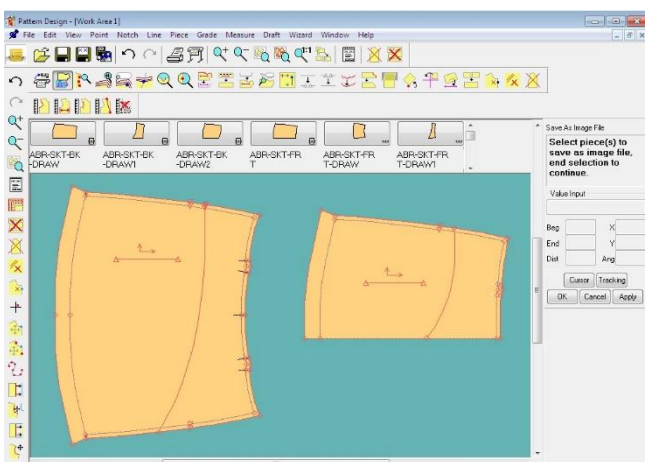 Pattern Design - [Work Area 1]
File Edit View Point Notch Line Piece Grade Measure Draft Wizard Window Help
ABR-SKT-BK
-DRAW
ABR-SKT-BK
-DRAW1
ABR-SKT-BK
-DRAW2
ABR-SKT-FR
T
ABR-SKT-FR
T-DRAW
ABR-SKT-FR
T-DRAW1
Save As Image File
Select piece(s) to
save as image file,
end selection to
continue.
Value Input
Beg X
End Y
Dist Ang
Cursor Tracking
OK Cancel Apply